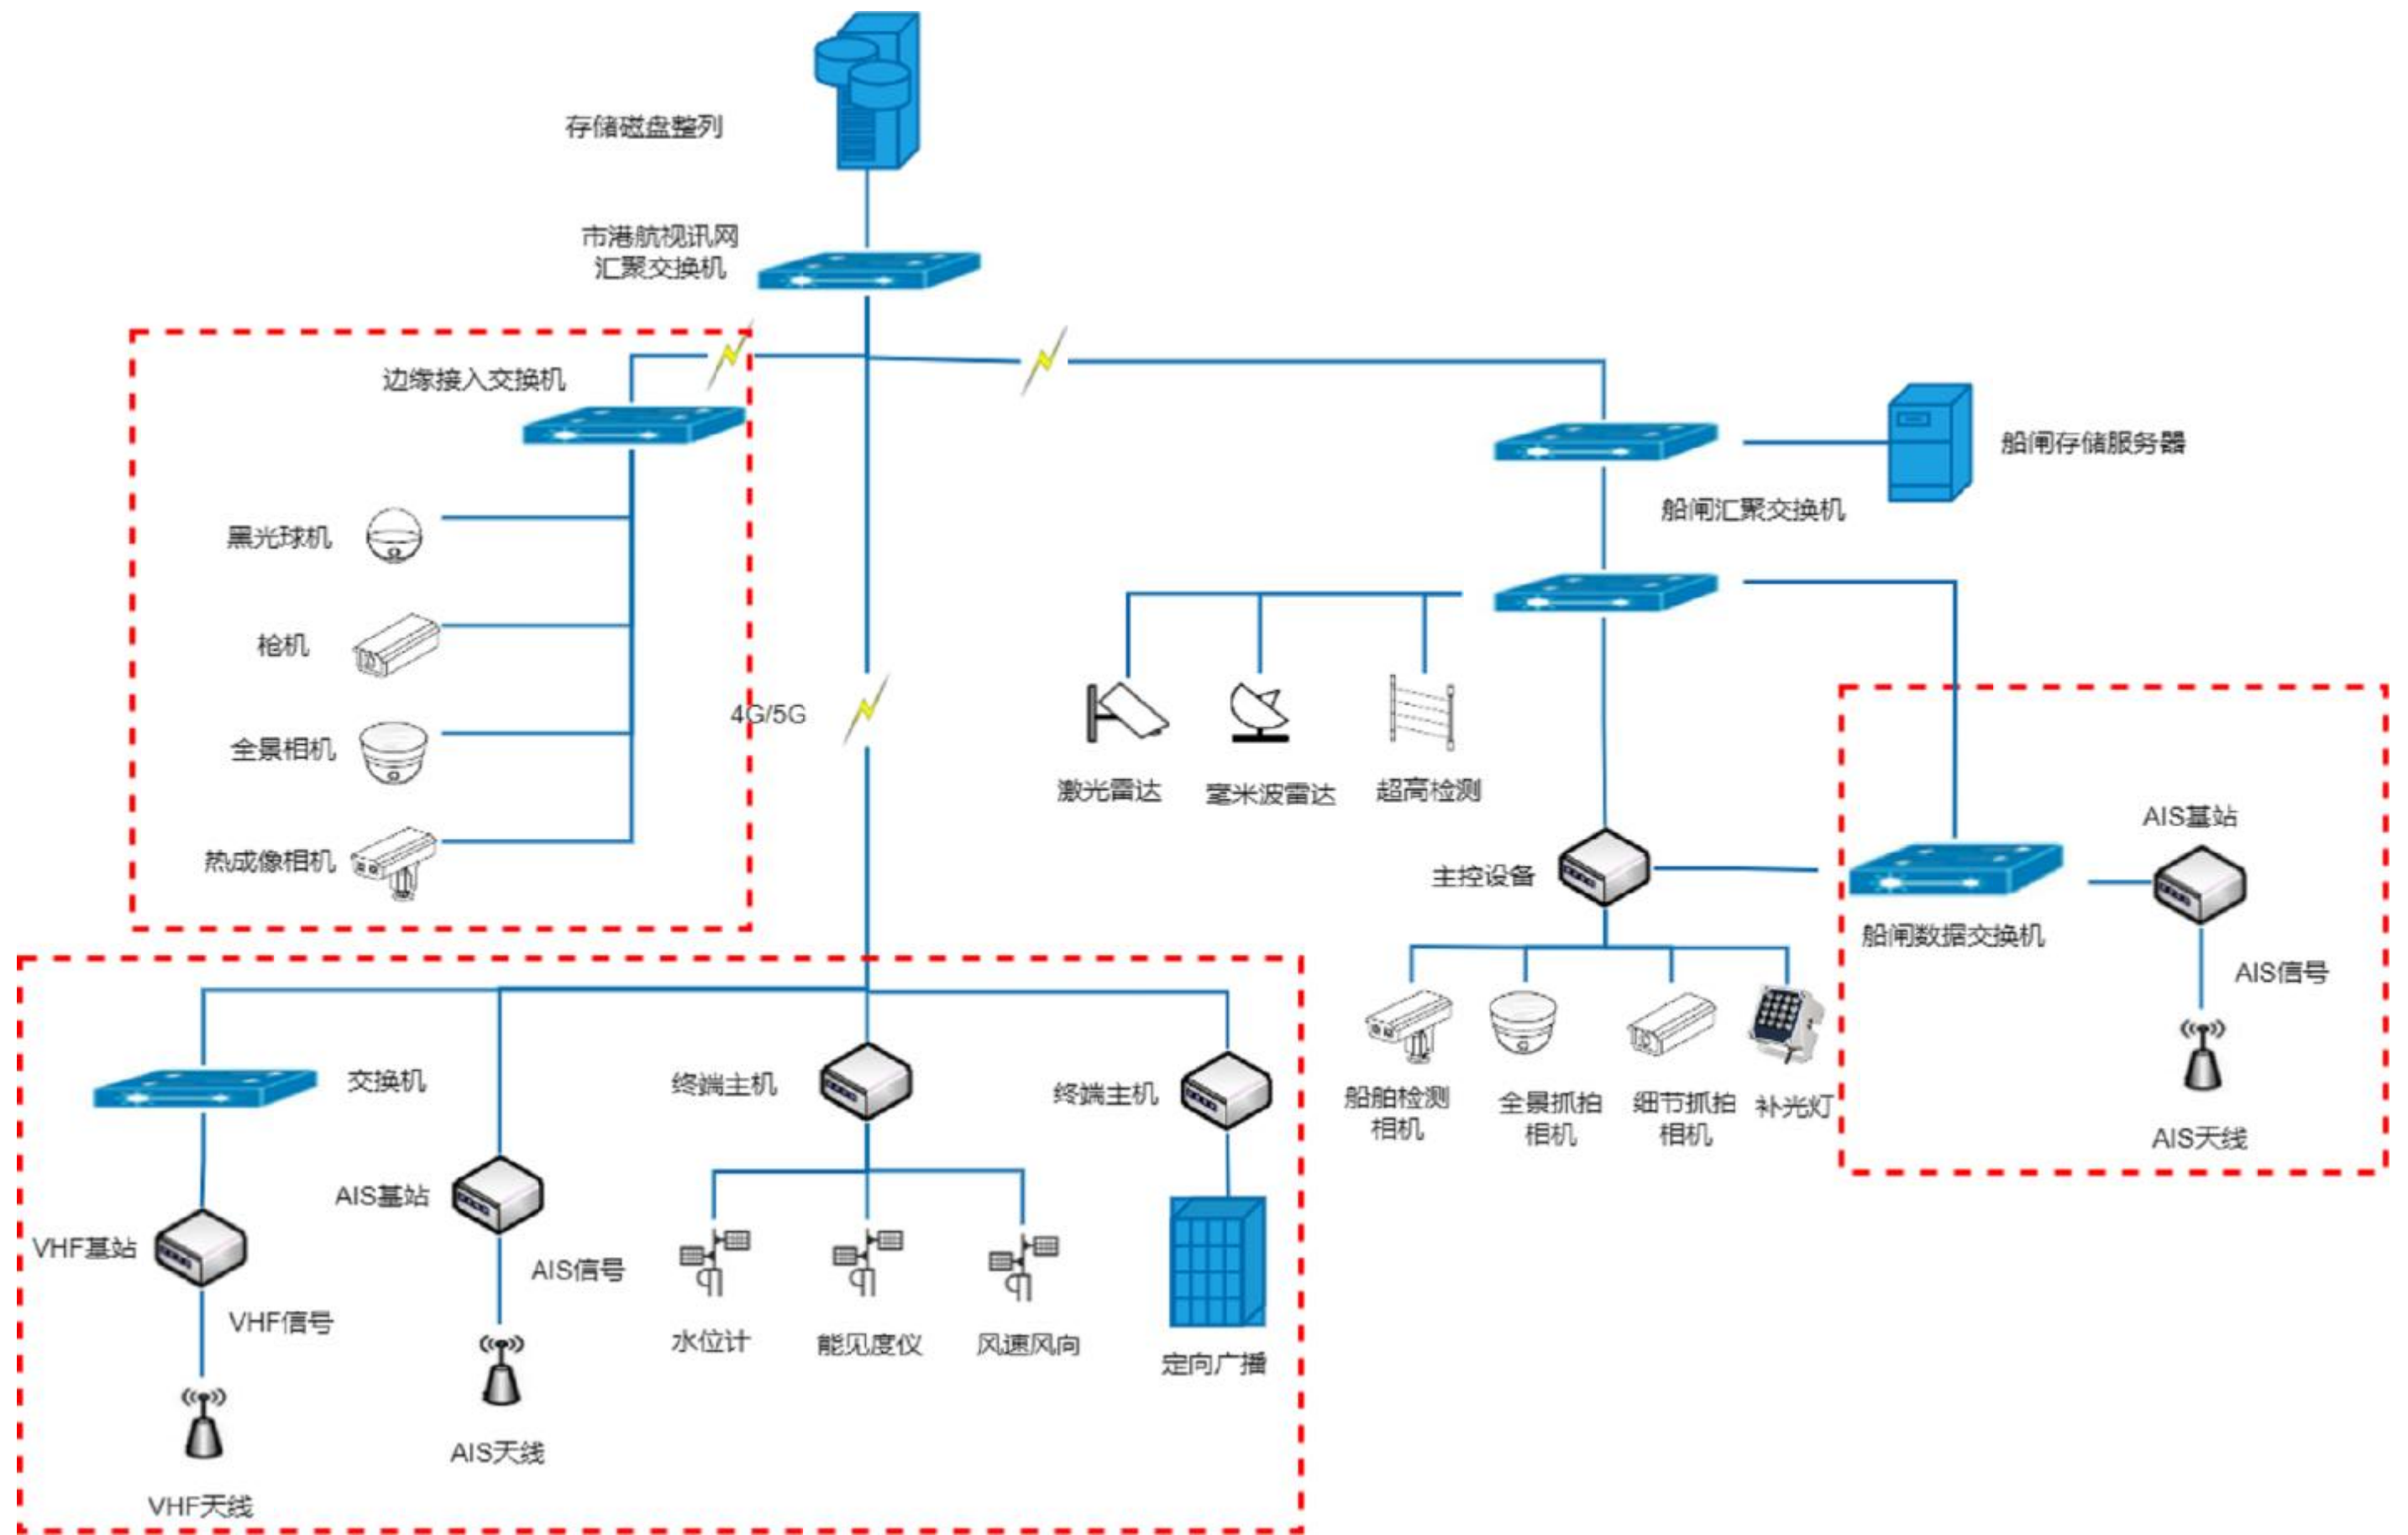 存储磁盘整列
市港航视讯网
汇聚交换机
边缘接入交换机
黑光球机
枪机
全景相机
热成像相机
4G/5G
船闸存储服务器
船闸汇聚交换机
激光雷达
毫米波雷达
超高检测
主控设备
AIS基站
船闸数据交换机
AIS信号
AIS天线
船舶检测
相机
全景抓拍
相机
细节抓拍
相机
补光灯
交换机
终端主机
终端主机
VHF基站
AIS基站
VHF信号
AIS信号
水位计
能见度仪
风速风向
定向广播
VHF天线
AIS天线